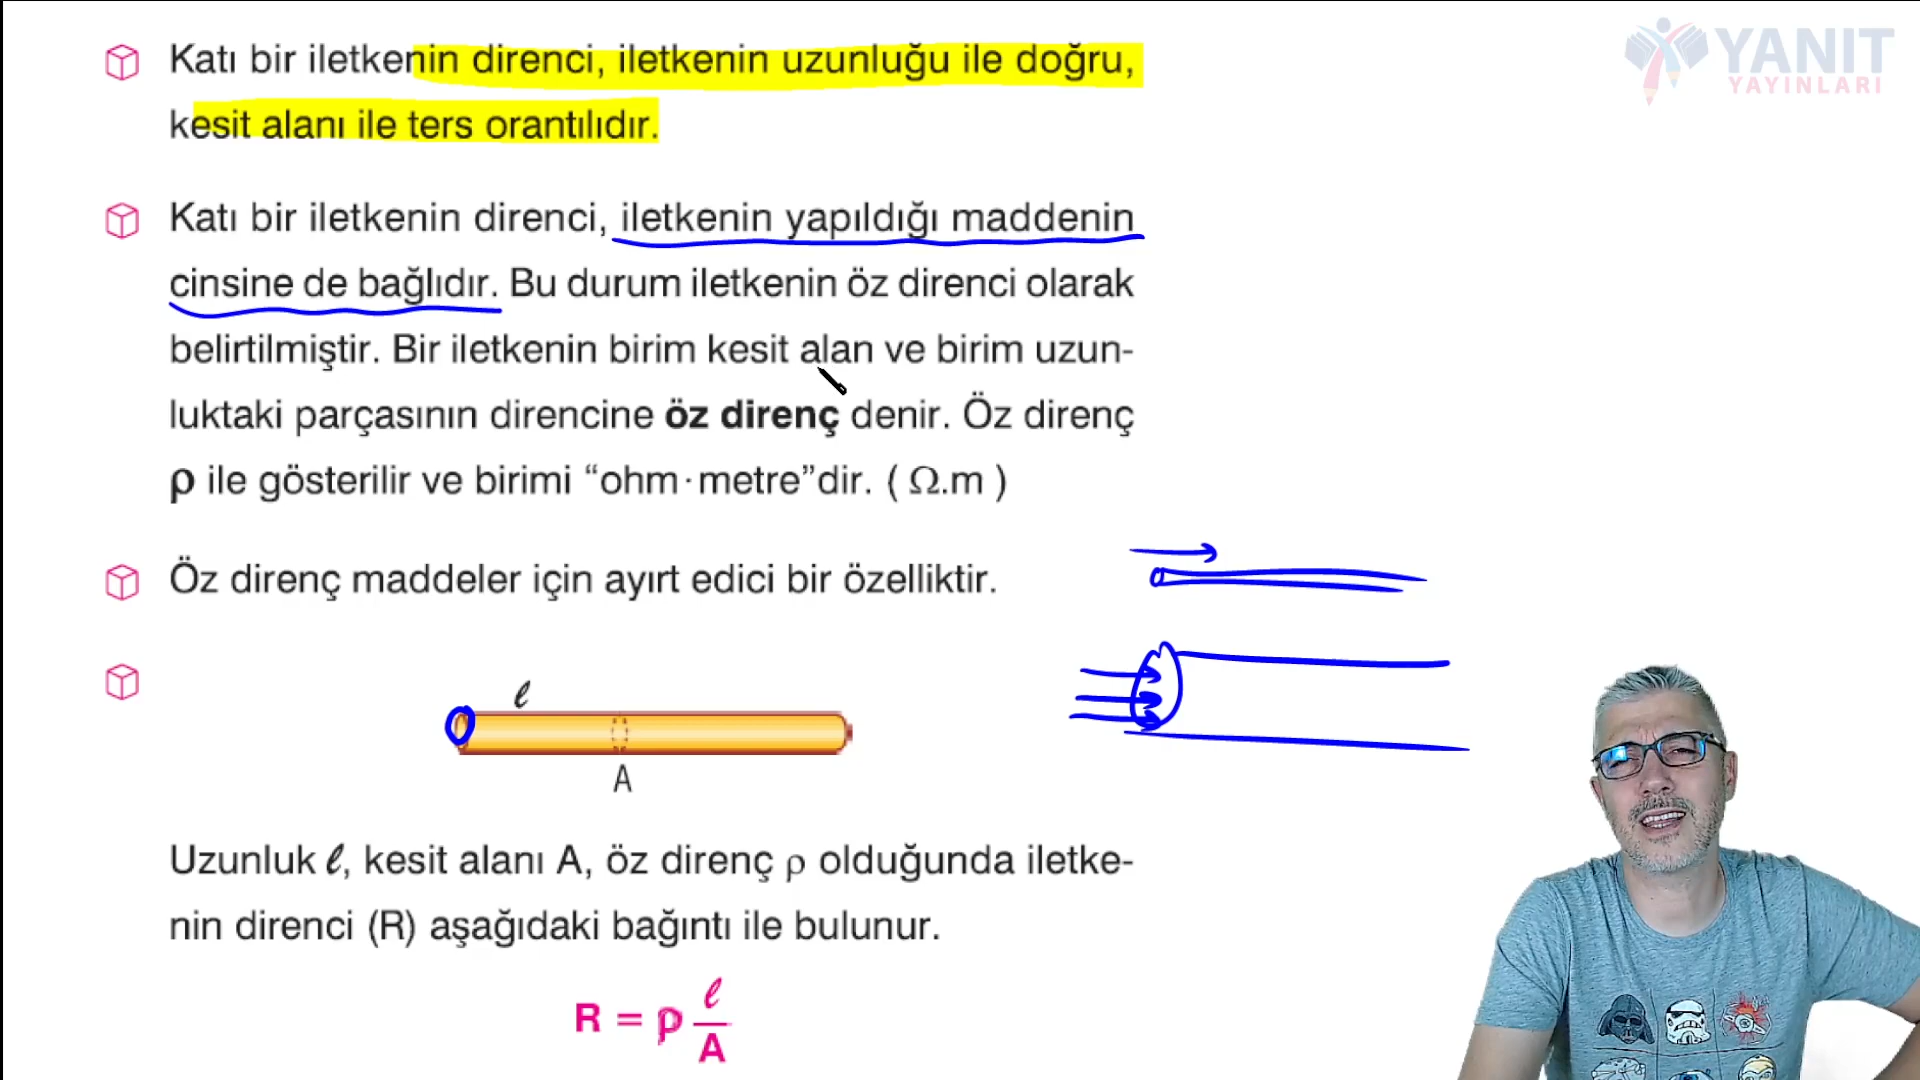 Katı bir iletkenin direnci, iletkenin uzunluğu ile doğru,
kesit alanı ile ters orantılıdır.
Katı bir iletkenin direnci, iletkenin yapıldığı maddenin
cinsine de bağlıdır. Bu durum iletkenin öz direnci olarak
belirtilmiştir. Bir iletkenin birim kesit alan ve birim uzun-
luktaki parçasının direncine öz direnç denir. Öz direnç
ρ ile gösterilir ve birimi “ohm·metre”dir. ( Ω.m )
Öz direnç maddeler için ayırt edici bir özelliktir.
ℓ
A
Uzunluk ℓ, kesit alanı A, öz direnç ρ olduğunda iletke-
nin direnci (R) aşağıdaki bağıntı ile bulunur.
R = ρ ℓ/A
YANIT
YAYINLARI